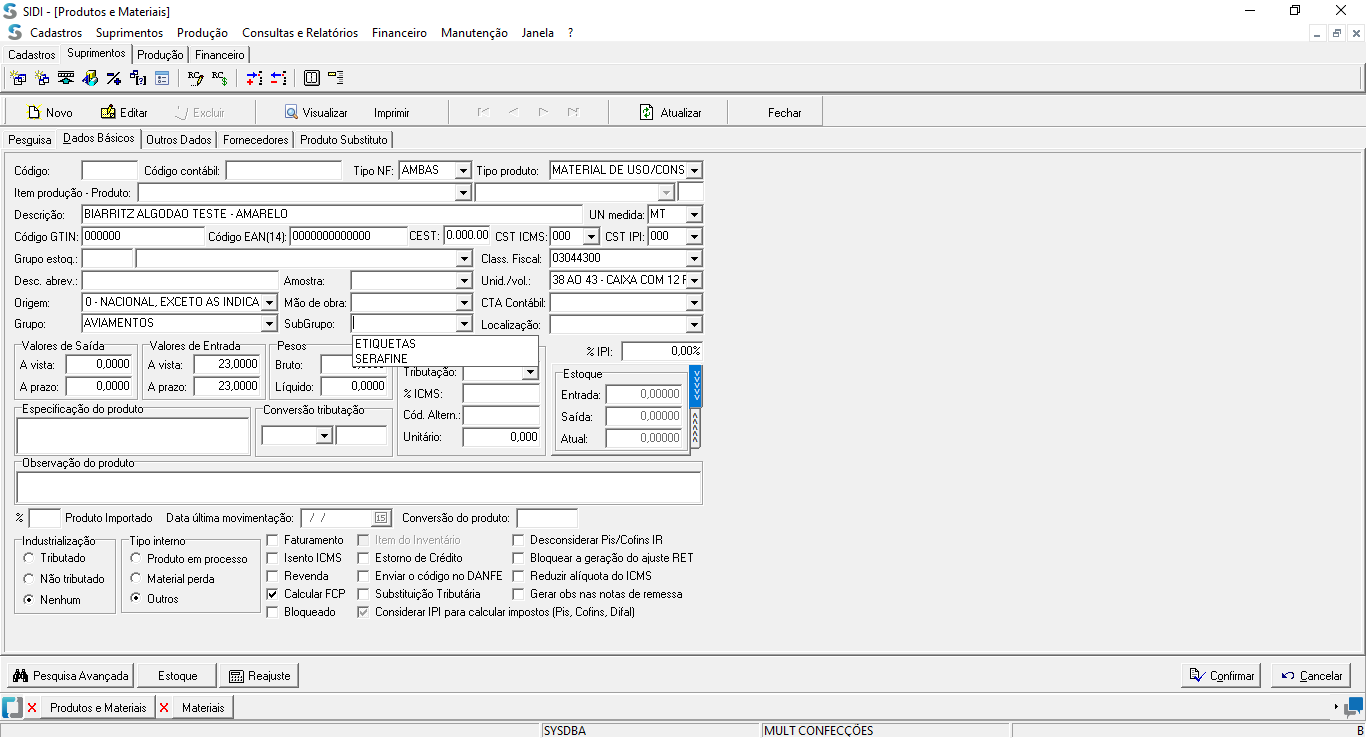 SIDI - [Produtos e Materiais]
Cadastros Suprimentos Produção Consultas e Relatórios Financeiro Manutenção Janela ?
Cadastros Suprimentos Produção Financeiro
Novo Editar Excluir Visualizar Imprimir Atualizar Fechar
Pesquisa Dados Básicos Outros Dados Fornecedores Produto Substituto
Código: Código contábil: Tipo NF: AMBAS Tipo produto: MATERIAL DE USO/CONS
Item produção - Produto:
Descrição: BIARRITZ ALGODAO TESTE - AMARELO UN medida: MT
Código GTIN: 000000 Código EAN(14): 0000000000000 CEST: 0.000.00 CST ICMS: 000 CST IPI: 000
Grupo estoq.: Class. Fiscal: 03044300
Desc. abrev.: Amostra: Unid./vol.: 38 AO 43 - CAIXA COM 12 F
Origem: 0 - NACIONAL, EXCETO AS INDICA Mão de obra: CTA Contábil:
Grupo: AVIAMENTOS SubGrupo: Localização:
ETIQUETAS
SERAFINE
Valores de Saída Valores de Entrada Pesos % IPI: 0,00%
A vista: 0,0000 A vista: 23,0000 Bruto: Tributação:
A prazo: 0,0000 A prazo: 23,0000 Líquido: 0,0000 % ICMS:
Estoque
Entrada: 0,00000
Especificação do produto Conversão tributação Cód. Altern.: Saída: 0,00000
Unitário: 0,000 Atual: 0,00000
Observação do produto
% Produto Importado Data última movimentação: / / 15 Conversão do produto:
Industrialização Tipo interno Faturamento Item do Inventário Desconsiderar Pis/Cofins IR
Tributado Produto em processo Isento ICMS Estorno de Crédito Bloquear a geração do ajuste RET
Não tributado Material perda Revenda Enviar o código no DANFE Reduzir alíquota do ICMS
Nenhum Outros Calcular FCP Substituição Tributária Gerar obs nas notas de remessa
Bloqueado Considerar IPI para calcular impostos (Pis, Cofins, Difal)
Pesquisa Avançada Estoque Reajuste Confirmar Cancelar
Produtos e Materiais Materiais
SYSDBA MULT CONFECÇÕES B